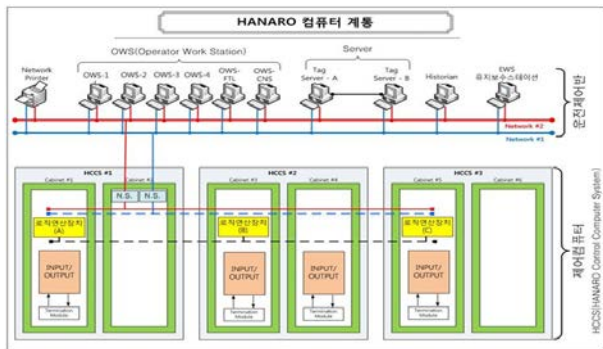 HANARO 컴퓨터 계통
OWS(Operator Work Station)
Server
Network
Printer
OWS-1
OWS-2
OWS-3
OWS-4
OWS-
FTL
OWS-
CNS
Tag
Server - A
Tag
Server - B
Historian
EWS
유지보수스테이션
운전제어반
Network #2
Network #1
HCCS #1
HCCS #2
HCCS #3
Cabinet #1
Cabinet #2
Cabinet #3
Cabinet #4
Cabinet #5
Cabinet #6
N.S.
N.S.
로직연산장치
(A)
로직연산장치
(B)
로직연산장치
(C)
INPUT/
OUTPUT
INPUT/
OUTPUT
INPUT/
OUTPUT
INPUT/
OUTPUT
Termination
Module
Termination
Module
Termination
Module
Termination
Module
제어컴퓨터
HCCS(HANARO Control Computer System)